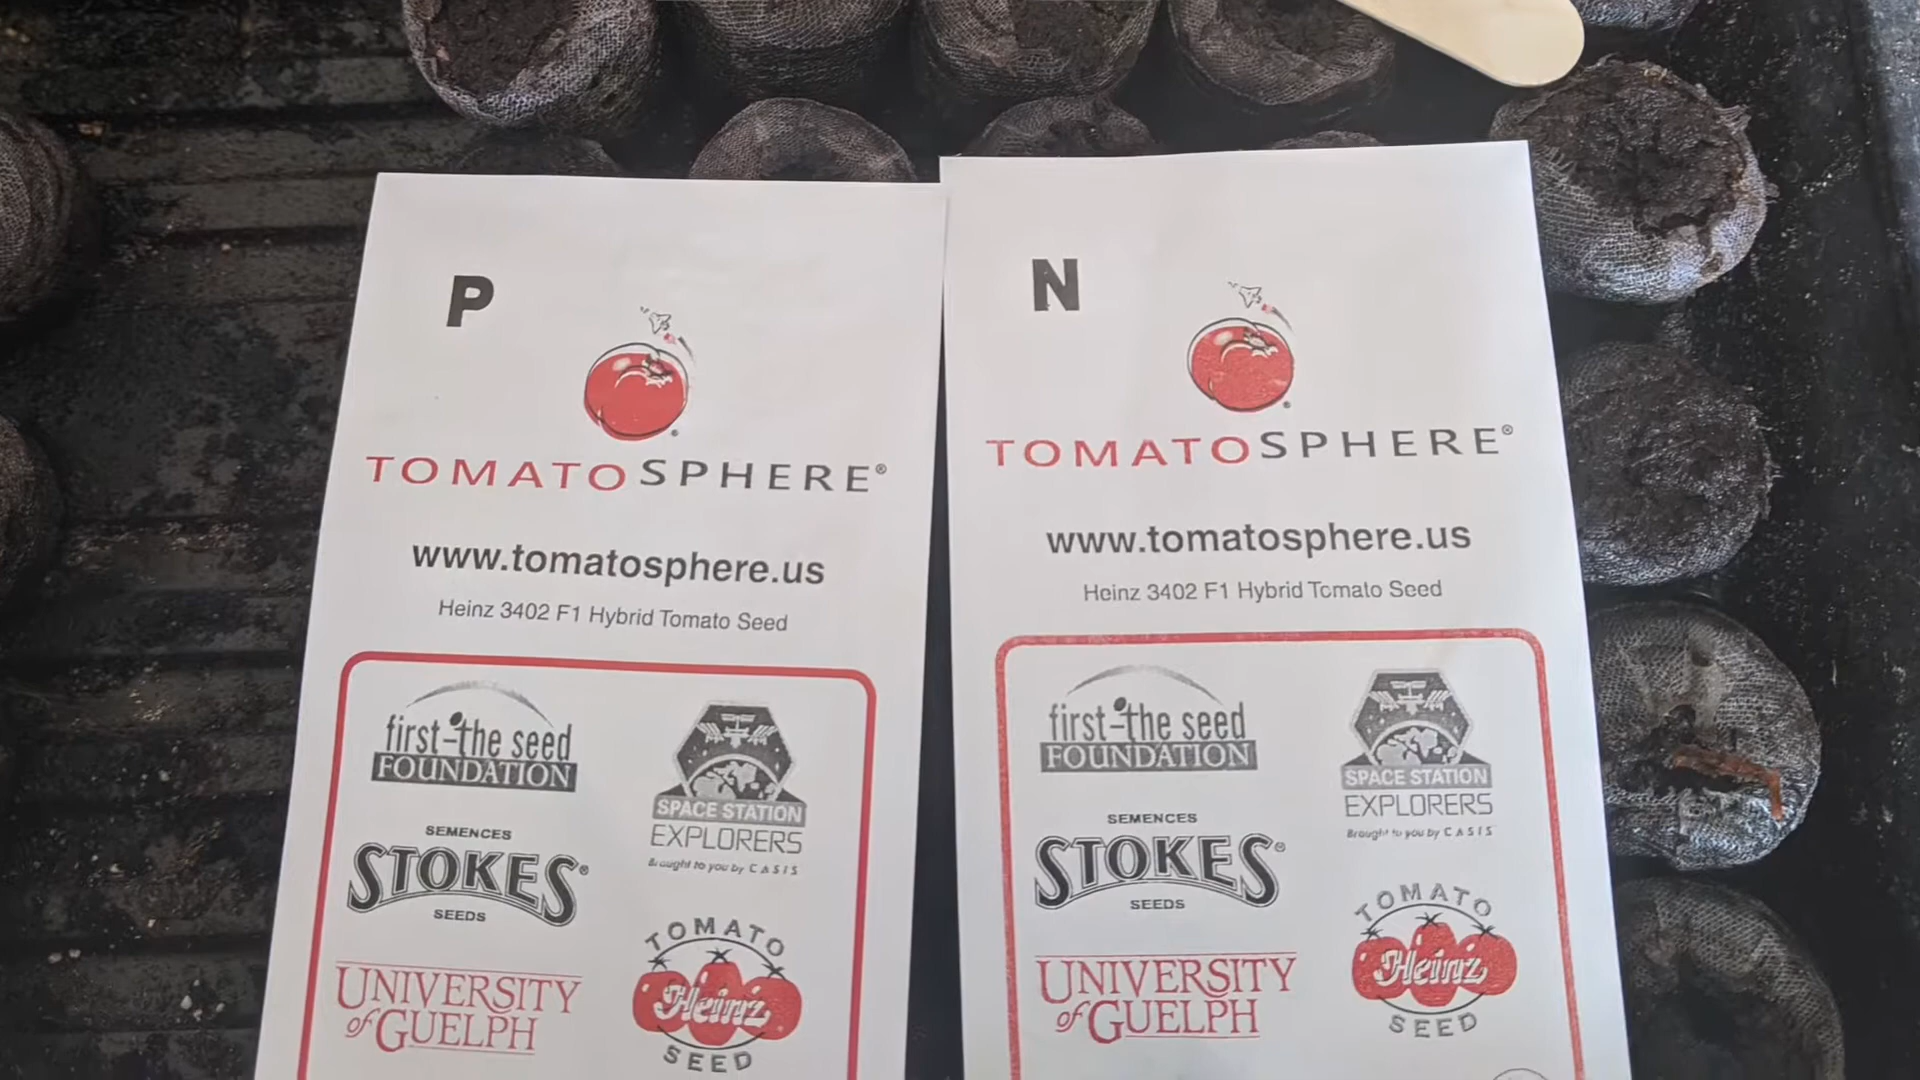 P
TOMATOSPHERE®
www.tomatosphere.us
Heinz 3402 F1 Hybrid Tomato Seed
first-the seed
FOUNDATION
SPACE STATION
EXPLORERS
Brought to you by CASIS
SEMENCES
STOKES®
SEEDS
UNIVERSITY
of GUELPH
TOMATO
Heinz
SEED
N
TOMATOSPHERE®
www.tomatosphere.us
Heinz 3402 F1 Hybrid Tomato Seed
first-the seed
FOUNDATION
SPACE STATION
EXPLORERS
Brought to you by CASIS
SEMENCES
STOKES®
SEEDS
UNIVERSITY
of GUELPH
TOMATO
Heinz
SEED